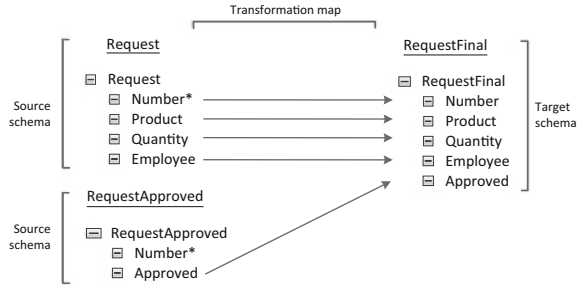 Transformation map
Request
Request
Number*
Product
Quantity
Employee
Source
schema
RequestFinal
RequestFinal
Number
Product
Quantity
Employee
Approved
Target
schema
RequestApproved
RequestApproved
Number*
Approved
Source
schema